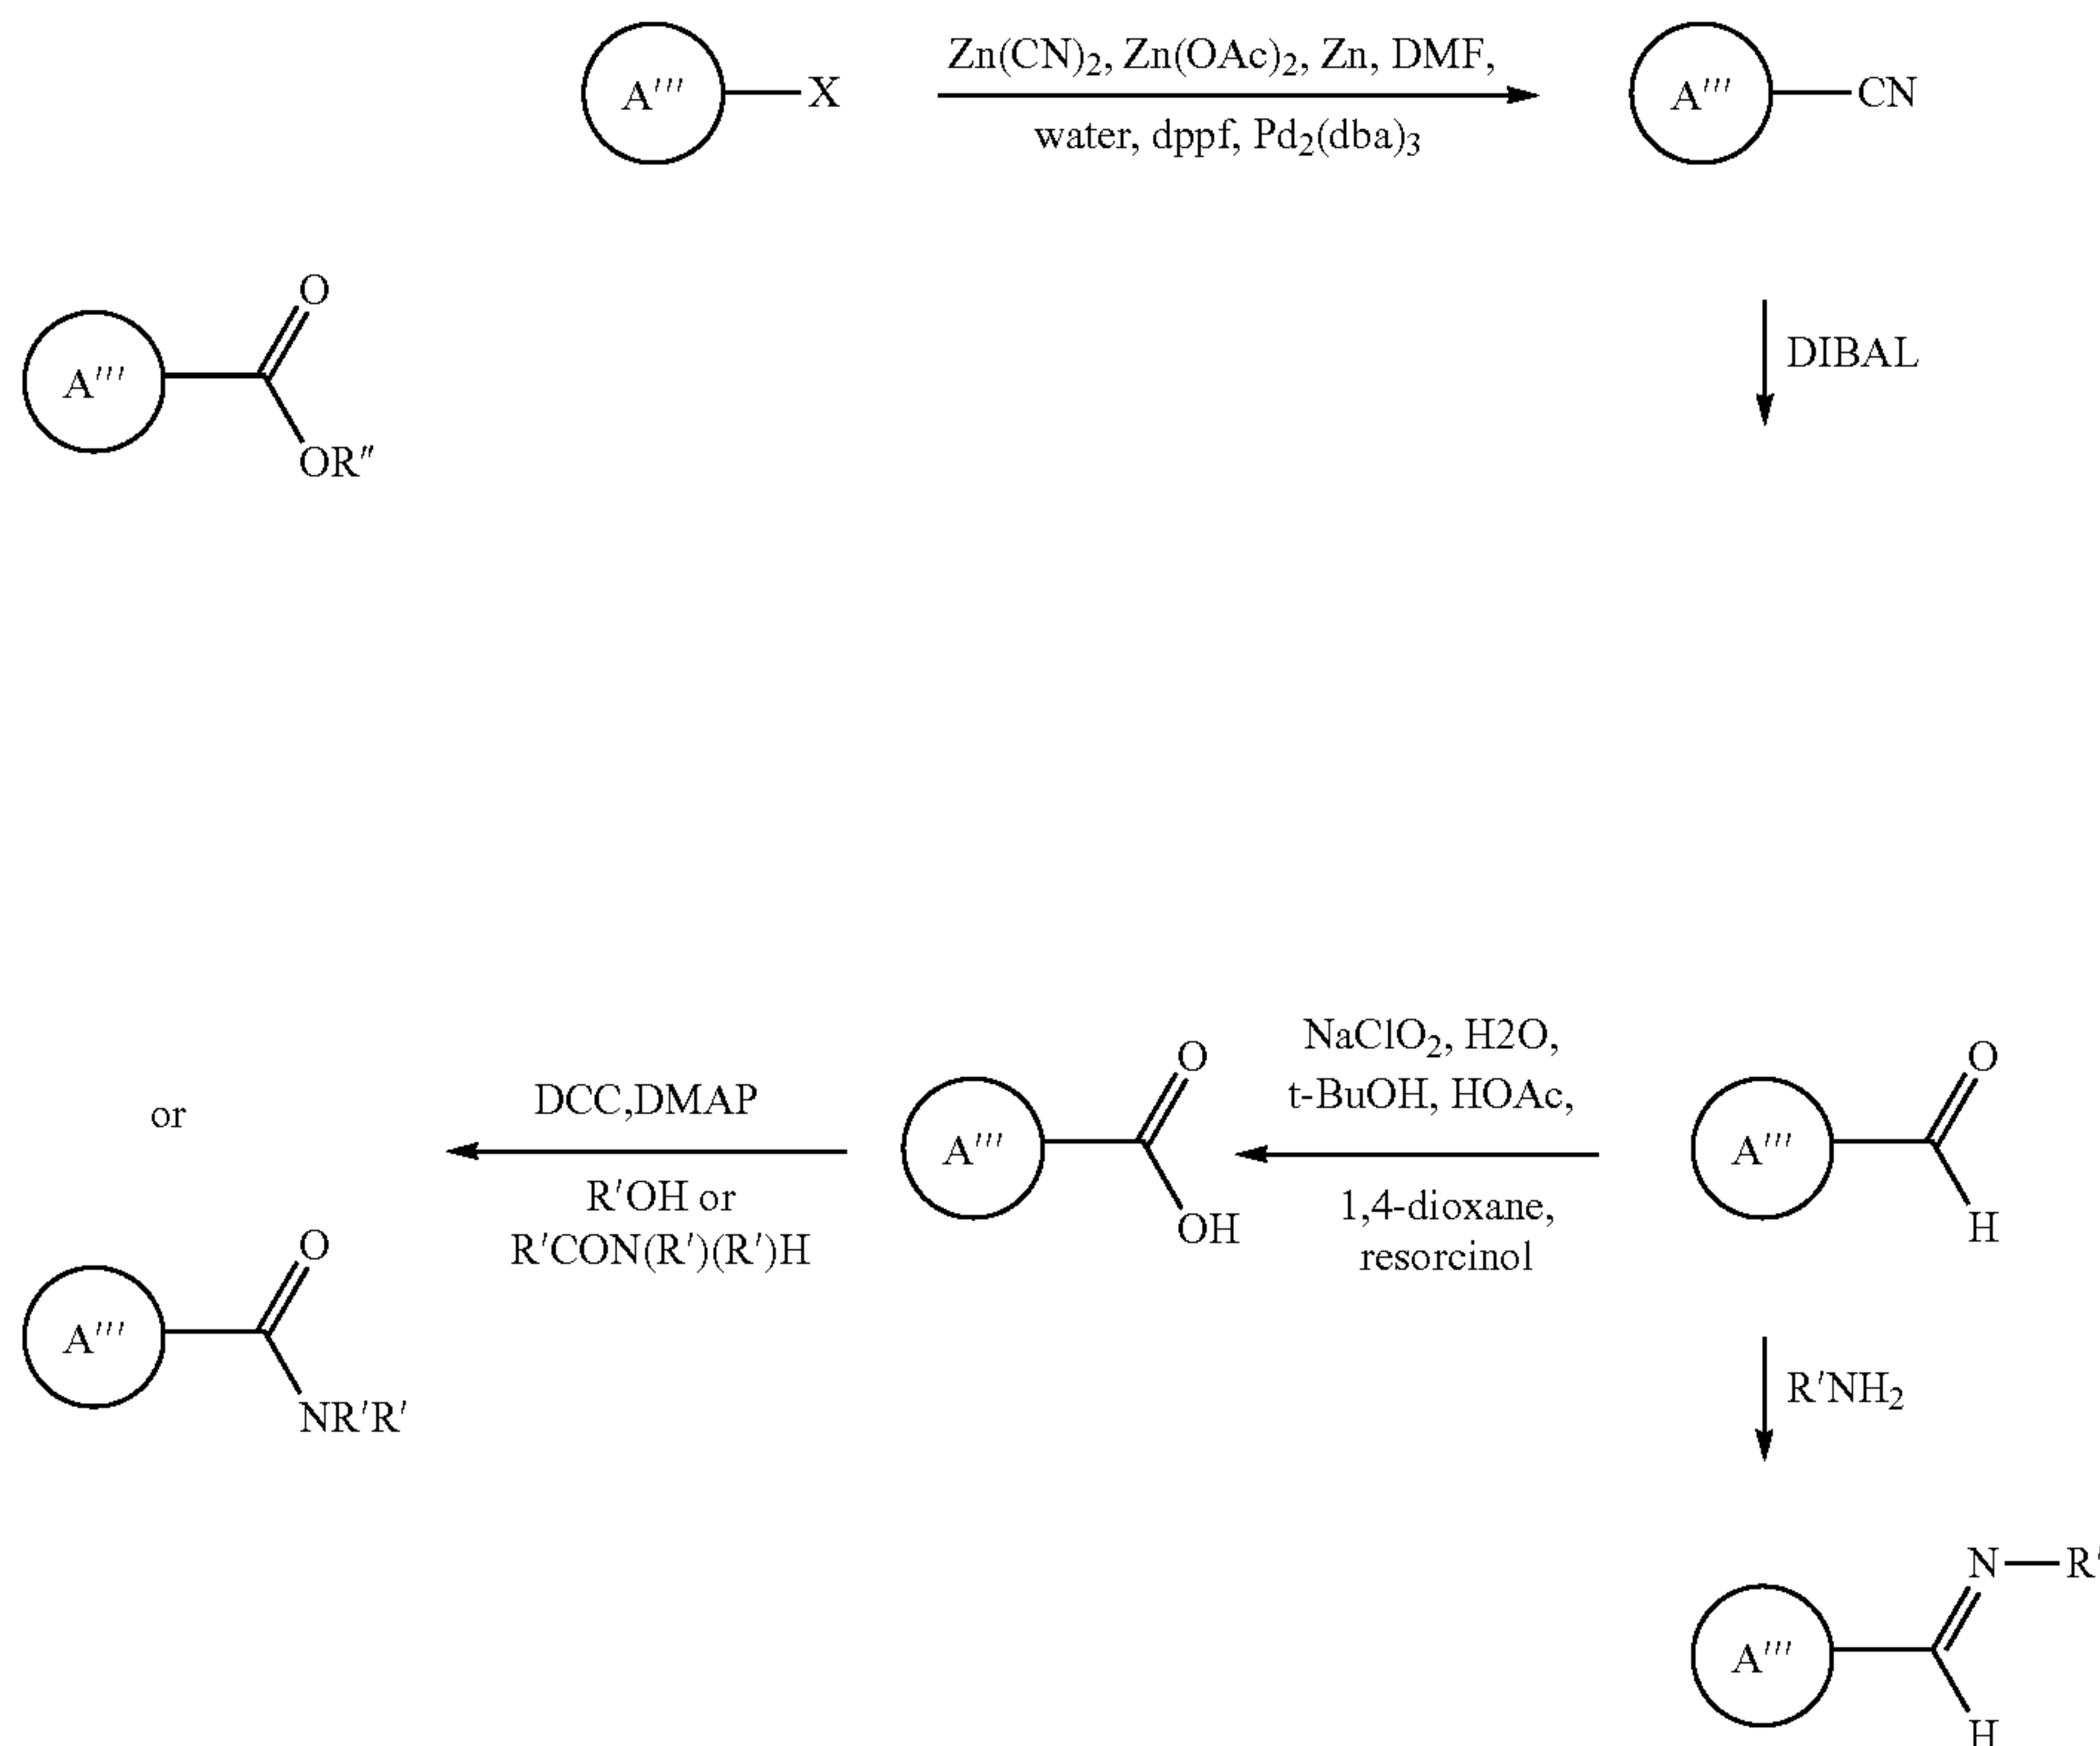 A‴
X
Zn(CN)₂, Zn(OAc)₂, Zn, DMF,
water, dppf, Pd₂(dba)₃
A‴
CN
O
A‴
OR″
DIBAL
or
DCC,DMAP
R′OH or
R′CON(R′)(R′)H
O
A‴
OH
NaClO₂, H2O,
t-BuOH, HOAc,
1,4-dioxane,
resorcinol
O
A‴
H
O
A‴
NR′R′
R′NH₂
N
R′
A‴
H